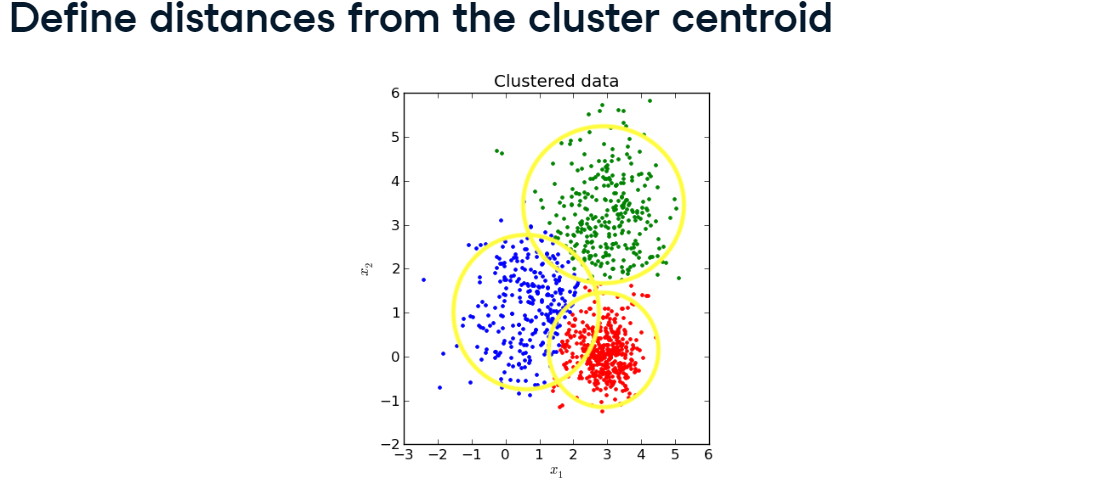 Define distances from the cluster centroid
Clustered data
6
5
4
3
2
1
0
−1
−2
x₂
−3 −2 −1 0 1 2 3 4 5 6
x₁